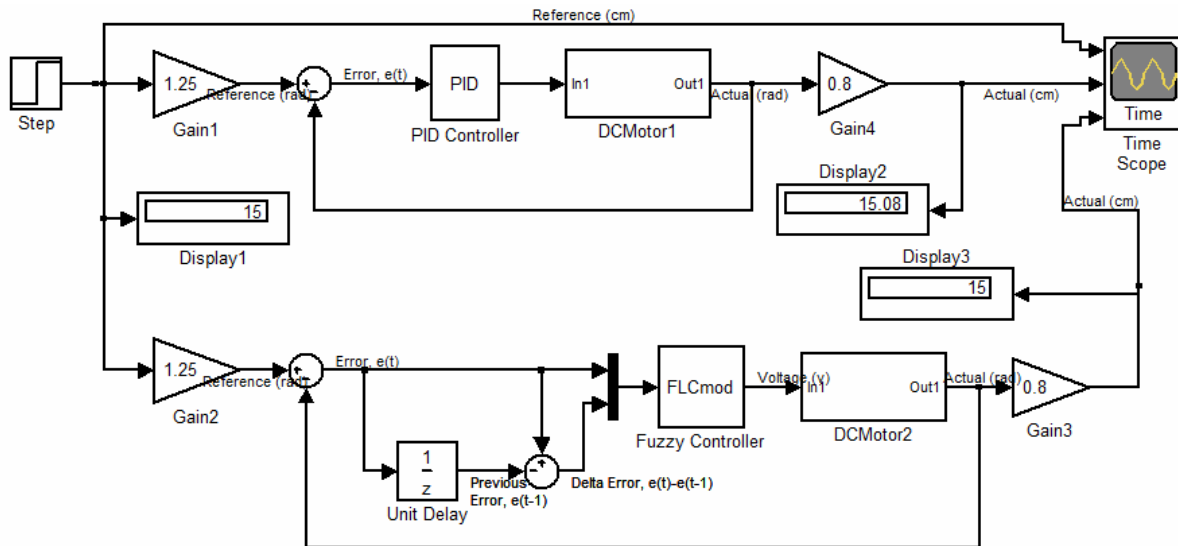 Reference (cm)
Step
1.25
Reference (rad)
Gain1
Error, e(t)
PID
PID Controller
In1
Out1
DCMotor1
Actual (rad)
0.8
Gain4
Actual (cm)
Time
Time
Scope
Display2
15.08
15
Display1
Actual (cm)
Display3
15
1.25
Reference (rad)
Gain2
Error, e(t)
FLCmod
Fuzzy Controller
Voltage (v)
In1
Out1
DCMotor2
Actual (rad)
0.8
Gain3
1
z
Unit Delay
Previous
Error, e(t-1)
Delta Error, e(t)-e(t-1)